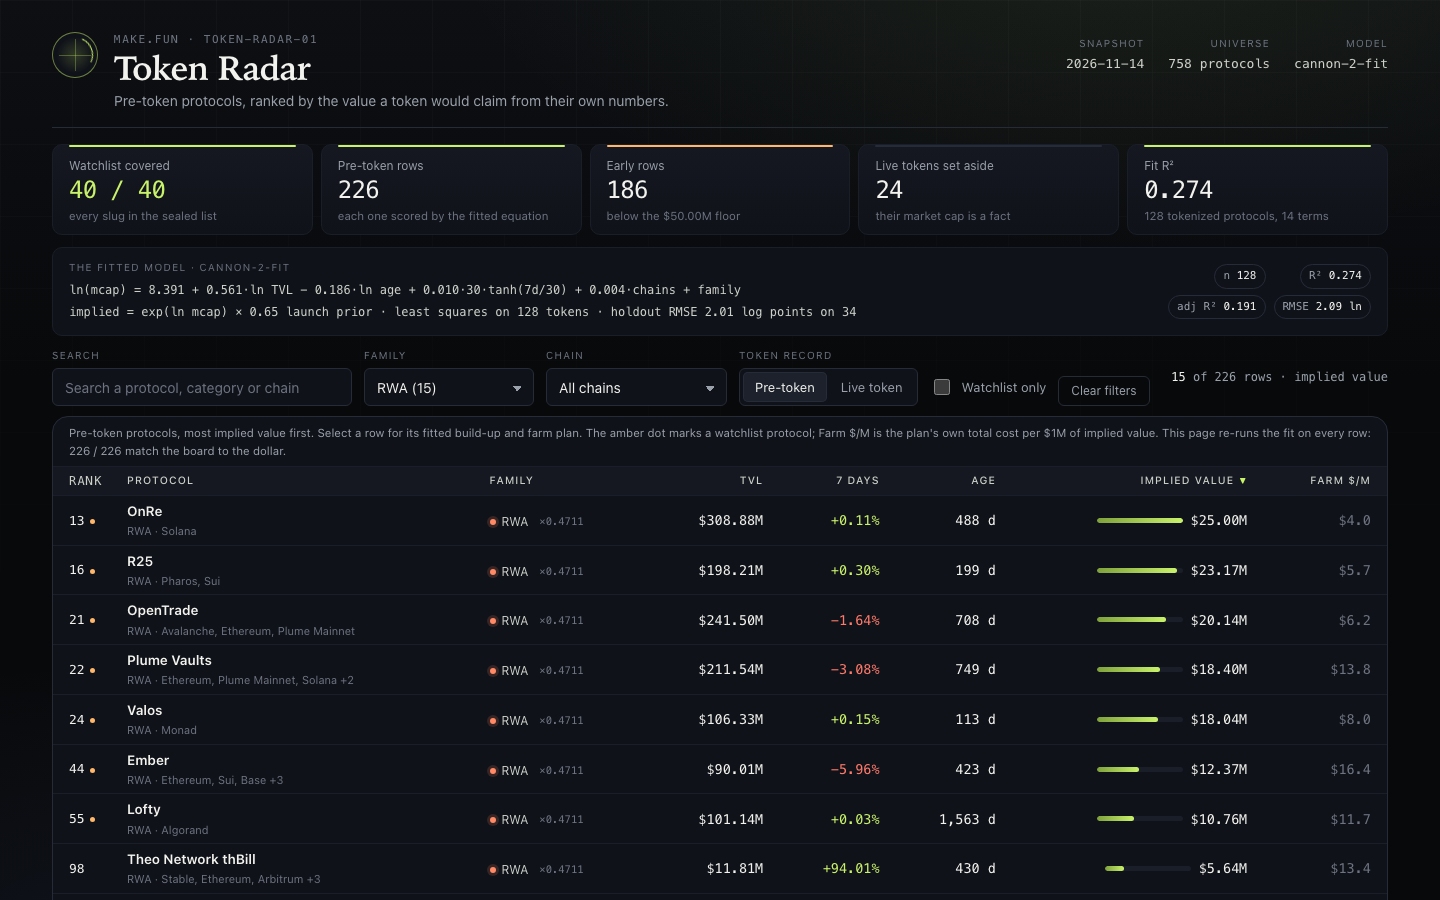 MAKE.FUN · TOKEN-RADAR-01
Token Radar
Pre-token protocols, ranked by the value a token would claim from their own numbers.
SNAPSHOT UNIVERSE MODEL
2026-11-14 758 protocols cannon-2-fit
Watchlist covered
40 / 40
every slug in the sealed list
Pre-token rows
226
each one scored by the fitted equation
Early rows
186
below the $50.00M floor
Live tokens set aside
24
their market cap is a fact
Fit R²
0.274
128 tokenized protocols, 14 terms
THE FITTED MODEL · CANNON-2-FIT
ln(mcap) = 8.391 + 0.561·ln TVL − 0.186·ln age + 0.010·30·tanh(7d/30) + 0.004·chains + family
implied = exp(ln mcap) × 0.65 launch prior · least squares on 128 tokens · holdout RMSE 2.01 log points on 34
n 128 R² 0.274
adj R² 0.191 RMSE 2.09 ln
SEARCH FAMILY CHAIN TOKEN RECORD
Search a protocol, category or chain RWA (15) All chains Pre-token Live token Watchlist only Clear filters 15 of 226 rows · implied value
Pre-token protocols, most implied value first. Select a row for its fitted build-up and farm plan. The amber dot marks a watchlist protocol; Farm $/M is the plan's own total cost per $1M of implied value. This page re-runs the fit on every row:
226 / 226 match the board to the dollar.
RANK PROTOCOL FAMILY TVL 7 DAYS AGE IMPLIED VALUE ▼ FARM $/M
13 OnRe RWA ×0.4711 $308.88M +0.11% 488 d $25.00M $4.0
RWA · Solana
16 R25 RWA ×0.4711 $198.21M +0.30% 199 d $23.17M $5.7
RWA · Pharos, Sui
21 OpenTrade RWA ×0.4711 $241.50M −1.64% 708 d $20.14M $6.2
RWA · Avalanche, Ethereum, Plume Mainnet
22 Plume Vaults RWA ×0.4711 $211.54M −3.08% 749 d $18.40M $13.8
RWA · Ethereum, Plume Mainnet, Solana +2
24 Valos RWA ×0.4711 $106.33M +0.15% 113 d $18.04M $8.0
RWA · Monad
44 Ember RWA ×0.4711 $90.01M −5.96% 423 d $12.37M $16.4
RWA · Ethereum, Sui, Base +3
55 Lofty RWA ×0.4711 $101.14M +0.03% 1,563 d $10.76M $11.7
RWA · Algorand
98 Theo Network thBill RWA ×0.4711 $11.81M +94.01% 430 d $5.64M $13.4
RWA · Stable, Ethereum, Arbitrum +3